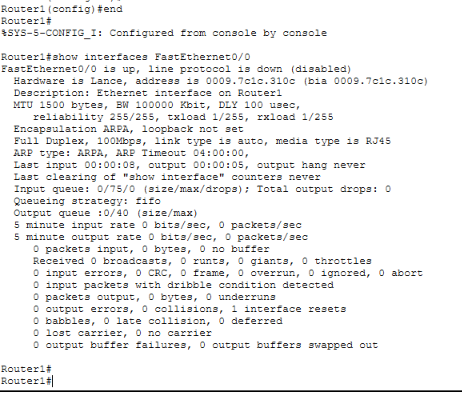 Router1(config)#end
Router1#
%SYS-5-CONFIG_I: Configured from console by console
Router1#show interfaces FastEthernet0/0
FastEthernet0/0 is up, line protocol is down (disabled)
Hardware is Lance, address is 0009.7c1c.310c (bia 0009.7c1c.310c)
Description: Ethernet interface on Router1
MTU 1500 bytes, BW 100000 Kbit, DLY 100 usec,
reliability 255/255, txload 1/255, rxload 1/255
Encapsulation ARPA, loopback not set
Full Duplex, 100Mbps, link type is auto, media type is RJ45
ARP type: ARPA, ARP Timeout 04:00:00,
Last input 00:00:08, output 00:00:05, output hang never
Last clearing of "show interface" counters never
Input queue: 0/75/0 (size/max/drops); Total output drops: 0
Queueing strategy: fifo
Output queue :0/40 (size/max)
5 minute input rate 0 bits/sec, 0 packets/sec
5 minute output rate 0 bits/sec, 0 packets/sec
0 packets input, 0 bytes, 0 no buffer
Received 0 broadcasts, 0 runts, 0 giants, 0 throttles
0 input errors, 0 CRC, 0 frame, 0 overrun, 0 ignored, 0 abort
0 input packets with dribble condition detected
0 packets output, 0 bytes, 0 underruns
0 output errors, 0 collisions, 1 interface resets
0 babbles, 0 late collision, 0 deferred
0 lost carrier, 0 no carrier
0 output buffer failures, 0 output buffers swapped out
Router1#
Router1#